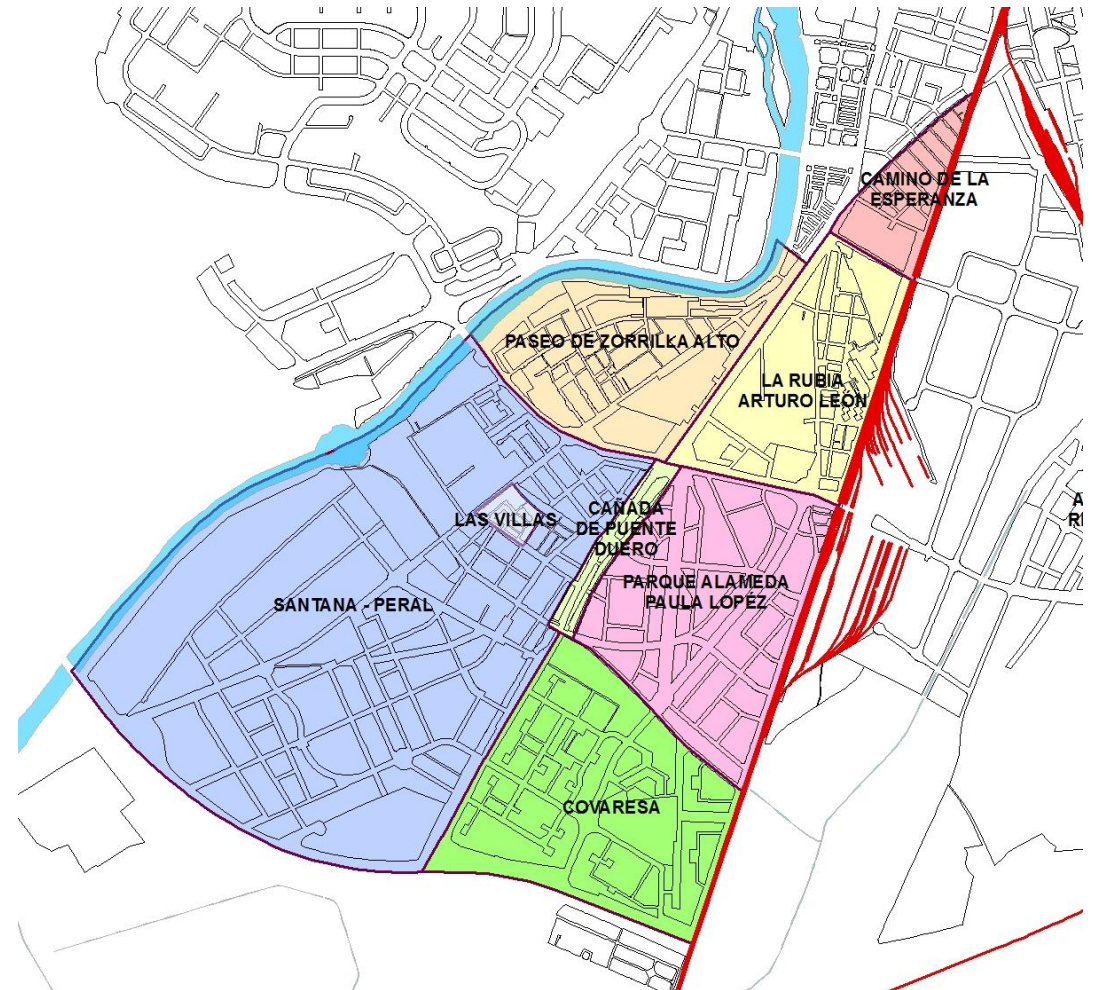 CAMINO DE LA
ESPERANZA
PASEO DE ZORRILLA ALTO
LA RUBIA
ARTURO LEÓN
LAS VILLAS
CAÑADA
DE PUENTE
DUERO
PARQUE ALAMEDA
PAULA LOPÉZ
SANTANA - PERAL
COVARESA